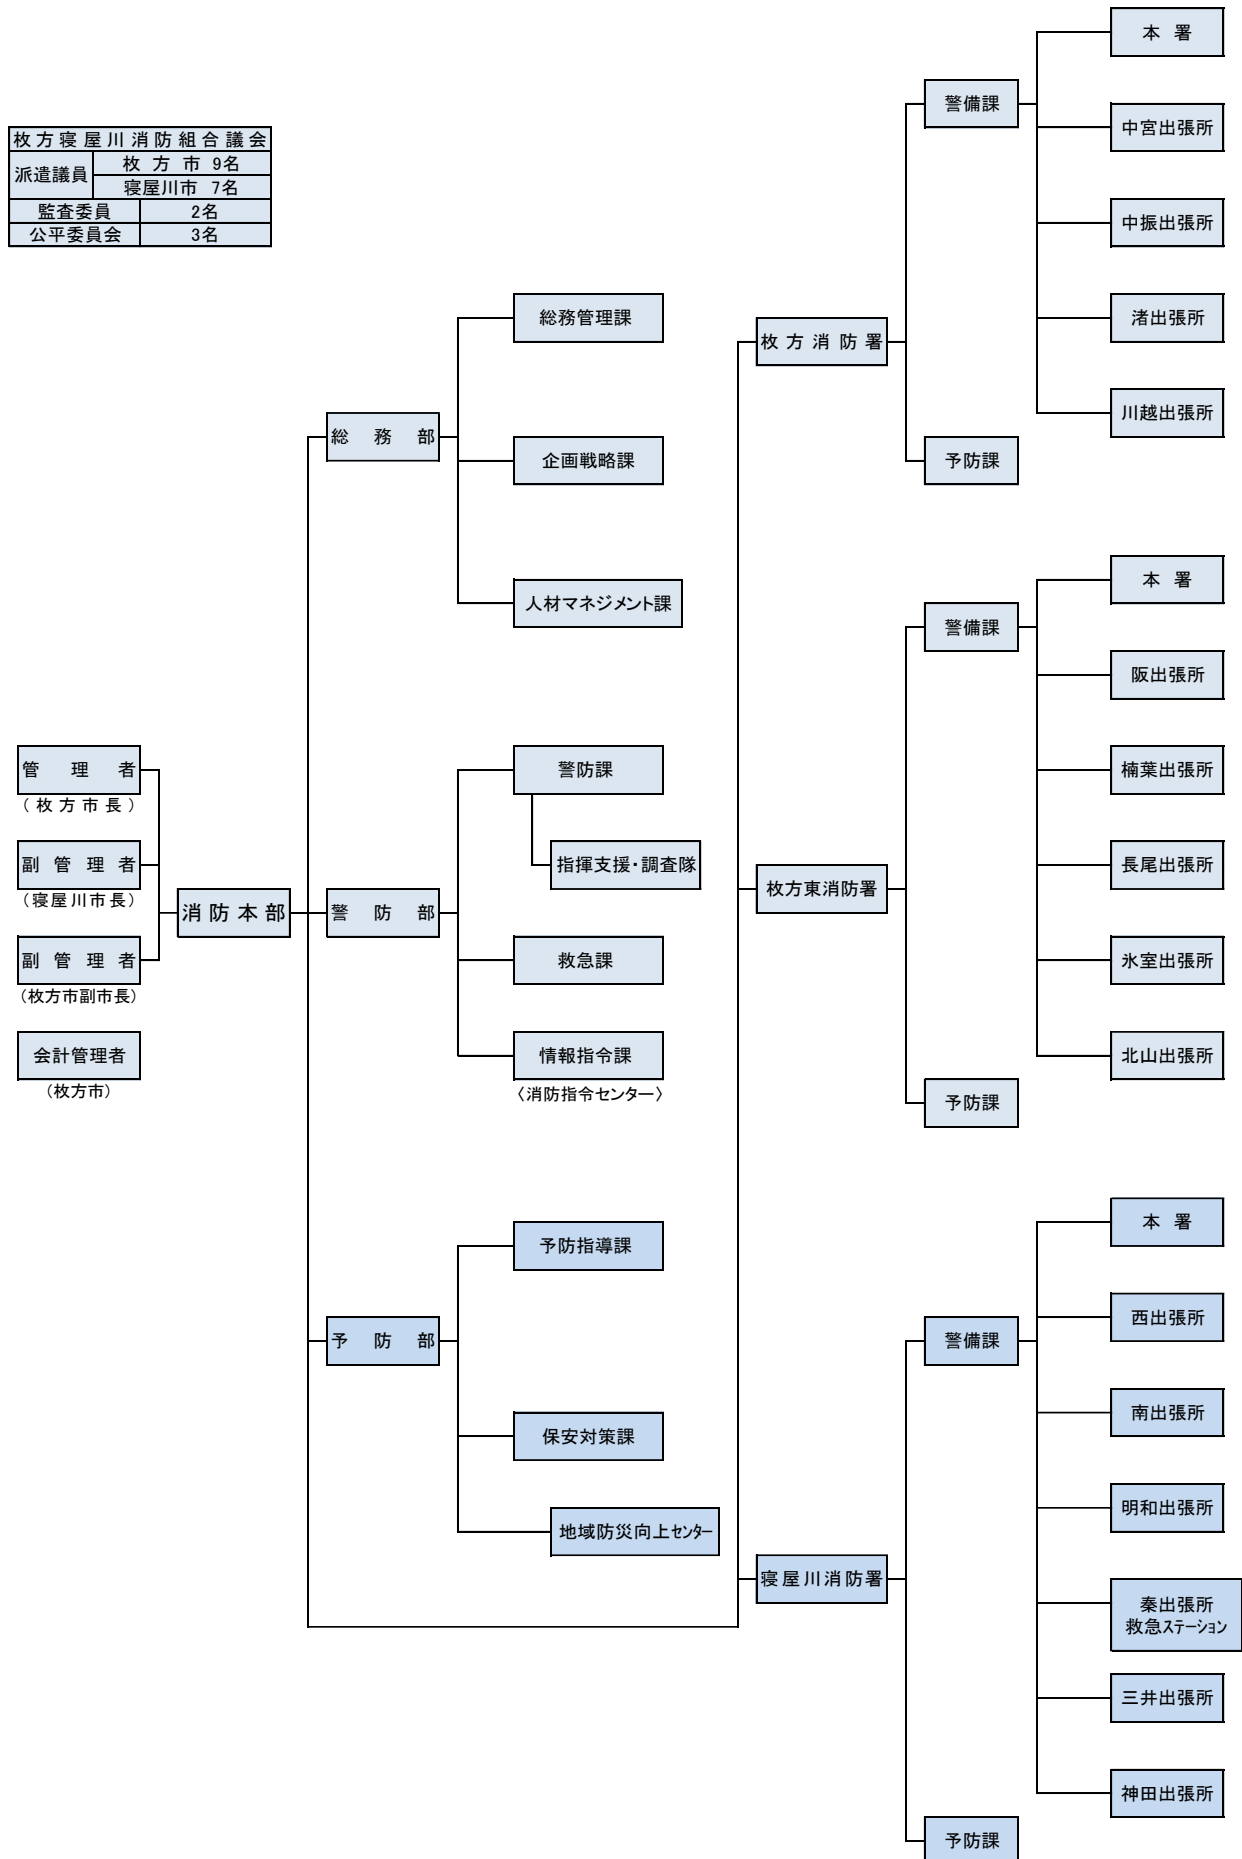 枚方寝屋川消防組合議会
派遣議員
枚方市 9名
寝屋川市 7名
監査委員 2名
公平委員会 3名
管理者
(枚方市長)
副管理者
(寝屋川市長)
副管理者
(枚方市副市長)
会計管理者
(枚方市)
消防本部
総務部
総務管理課
企画戦略課
人材マネジメント課
警防部
警防課
指揮支援・調査隊
救急課
情報指令課
〈消防指令センター〉
予防部
予防指導課
保安対策課
地域防災向上センター
枚方消防署
警備課
本署
中宮出張所
中振出張所
渚出張所
川越出張所
予防課
枚方東消防署
警備課
本署
阪出張所
楠葉出張所
長尾出張所
氷室出張所
北山出張所
予防課
寝屋川消防署
警備課
本署
西出張所
南出張所
明和出張所
秦出張所
救急ステーション
三井出張所
神田出張所
予防課